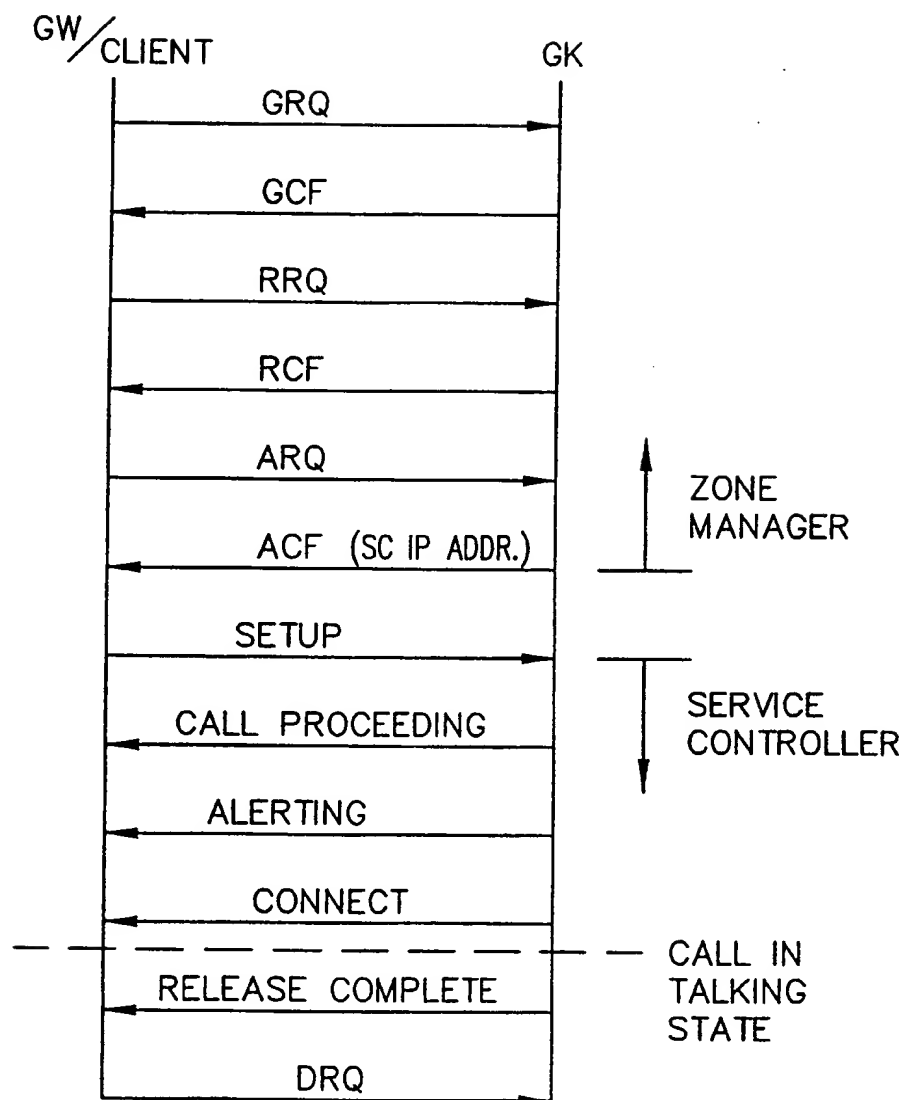 GW/CLIENT
GK
GRQ
GCF
RRQ
RCF
ARQ
ZONE
MANAGER
ACF (SC IP ADDR.)
SETUP
SERVICE
CONTROLLER
CALL PROCEEDING
ALERTING
CONNECT
CALL IN
TALKING
STATE
RELEASE COMPLETE
DRQ